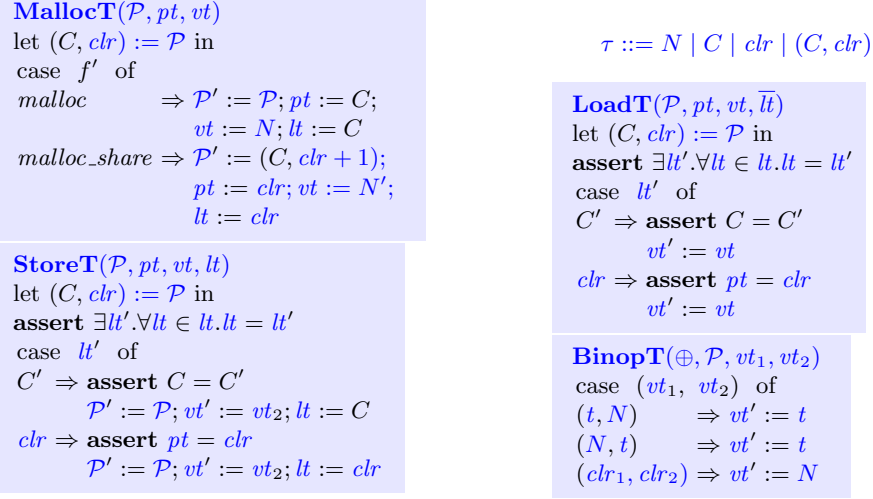 MallocT(𝒫, pt, vt)
let (C, clr) := 𝒫 in
case f′ of
malloc ⇒ 𝒫′ := 𝒫; pt := C;
vt := N; lt := C
malloc_share ⇒ 𝒫′ := (C, clr + 1);
pt := clr; vt := N′;
lt := clr
StoreT(𝒫, pt, vt, lt)
let (C, clr) := 𝒫 in
assert ∃lt′.∀lt ∈ lt.lt = lt′
case lt′ of
C′ ⇒ assert C = C′
𝒫′ := 𝒫; vt′ := vt₂; lt := C
clr ⇒ assert pt = clr
𝒫′ := 𝒫; vt′ := vt₂; lt := clr
τ ::= N | C | clr | (C, clr)
LoadT(𝒫, pt, vt, l̅t̅)
let (C, clr) := 𝒫 in
assert ∃lt′.∀lt ∈ lt.lt = lt′
case lt′ of
C′ ⇒ assert C = C′
vt′ := vt
clr ⇒ assert pt = clr
vt′ := vt
BinopT(⊕, 𝒫, vt₁, vt₂)
case (vt₁, vt₂) of
(t, N) ⇒ vt′ := t
(N, t) ⇒ vt′ := t
(clr₁, clr₂) ⇒ vt′ := N